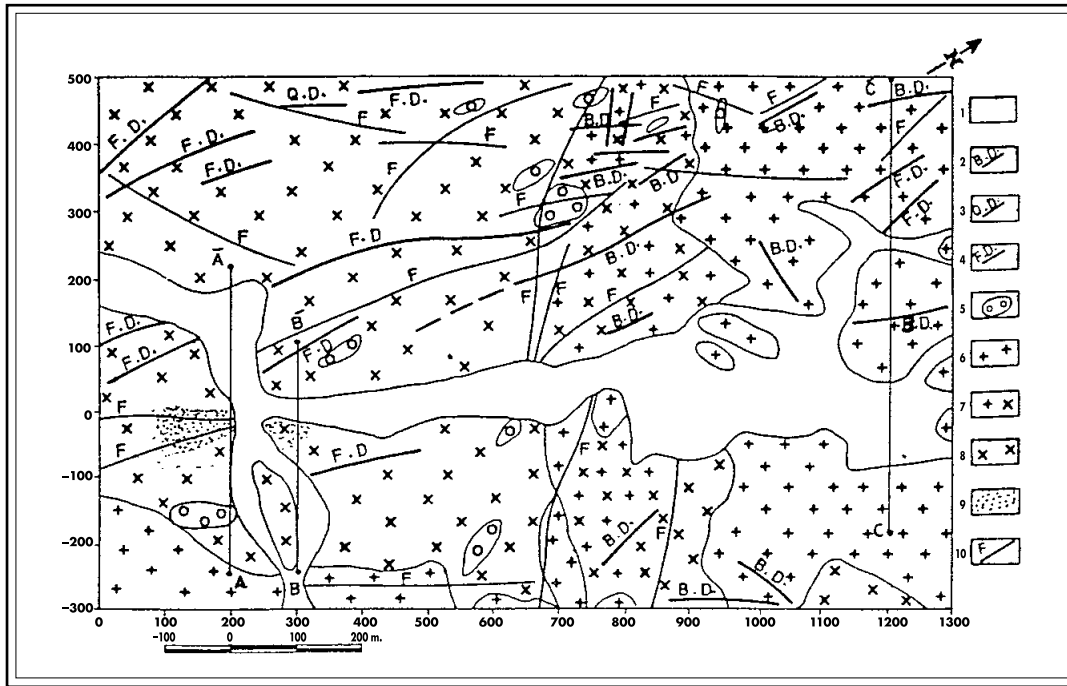 500
400
300
200
100
0
-100
-200
-300
0 100 200 300 400 500 600 700 800 900 1000 1100 1200 1300
-100 0 100 200 m.
Q.D. F.D. F F F B.D.
F.D. F F B.D. F B.D. C̄ F
F.D. F.D. F B.D. B.D. F.D.
F F.D F B.D. F.D.
Ā F F F B.D.
B̄ F.D B.D. B.D.
F.D.
F.D.
F
F F.D F
B.D. F C
A B F B.D. B.D. B.D.
1
2 B.D.
3 Q.D.
4 F.D.
5
6
7
8
9
10 F